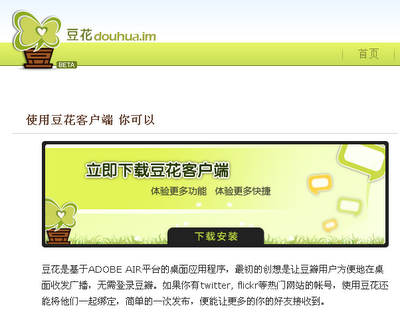 豆花douhua.im
BETA
首页
使用豆花客户端 你可以
立即下载豆花客户端
体验更多功能 体验更多快捷
下载安装
豆花是基于ADOBE AIR平台的桌面应用程序，最初的创想是让豆瓣用户方便地在桌
面收发广播，无需登录豆瓣。如果你有twitter, flickr等热门网站的帐号，使用豆花还
能将他们一起绑定，简单的一次发布，便能让更多的你的好友接收到。